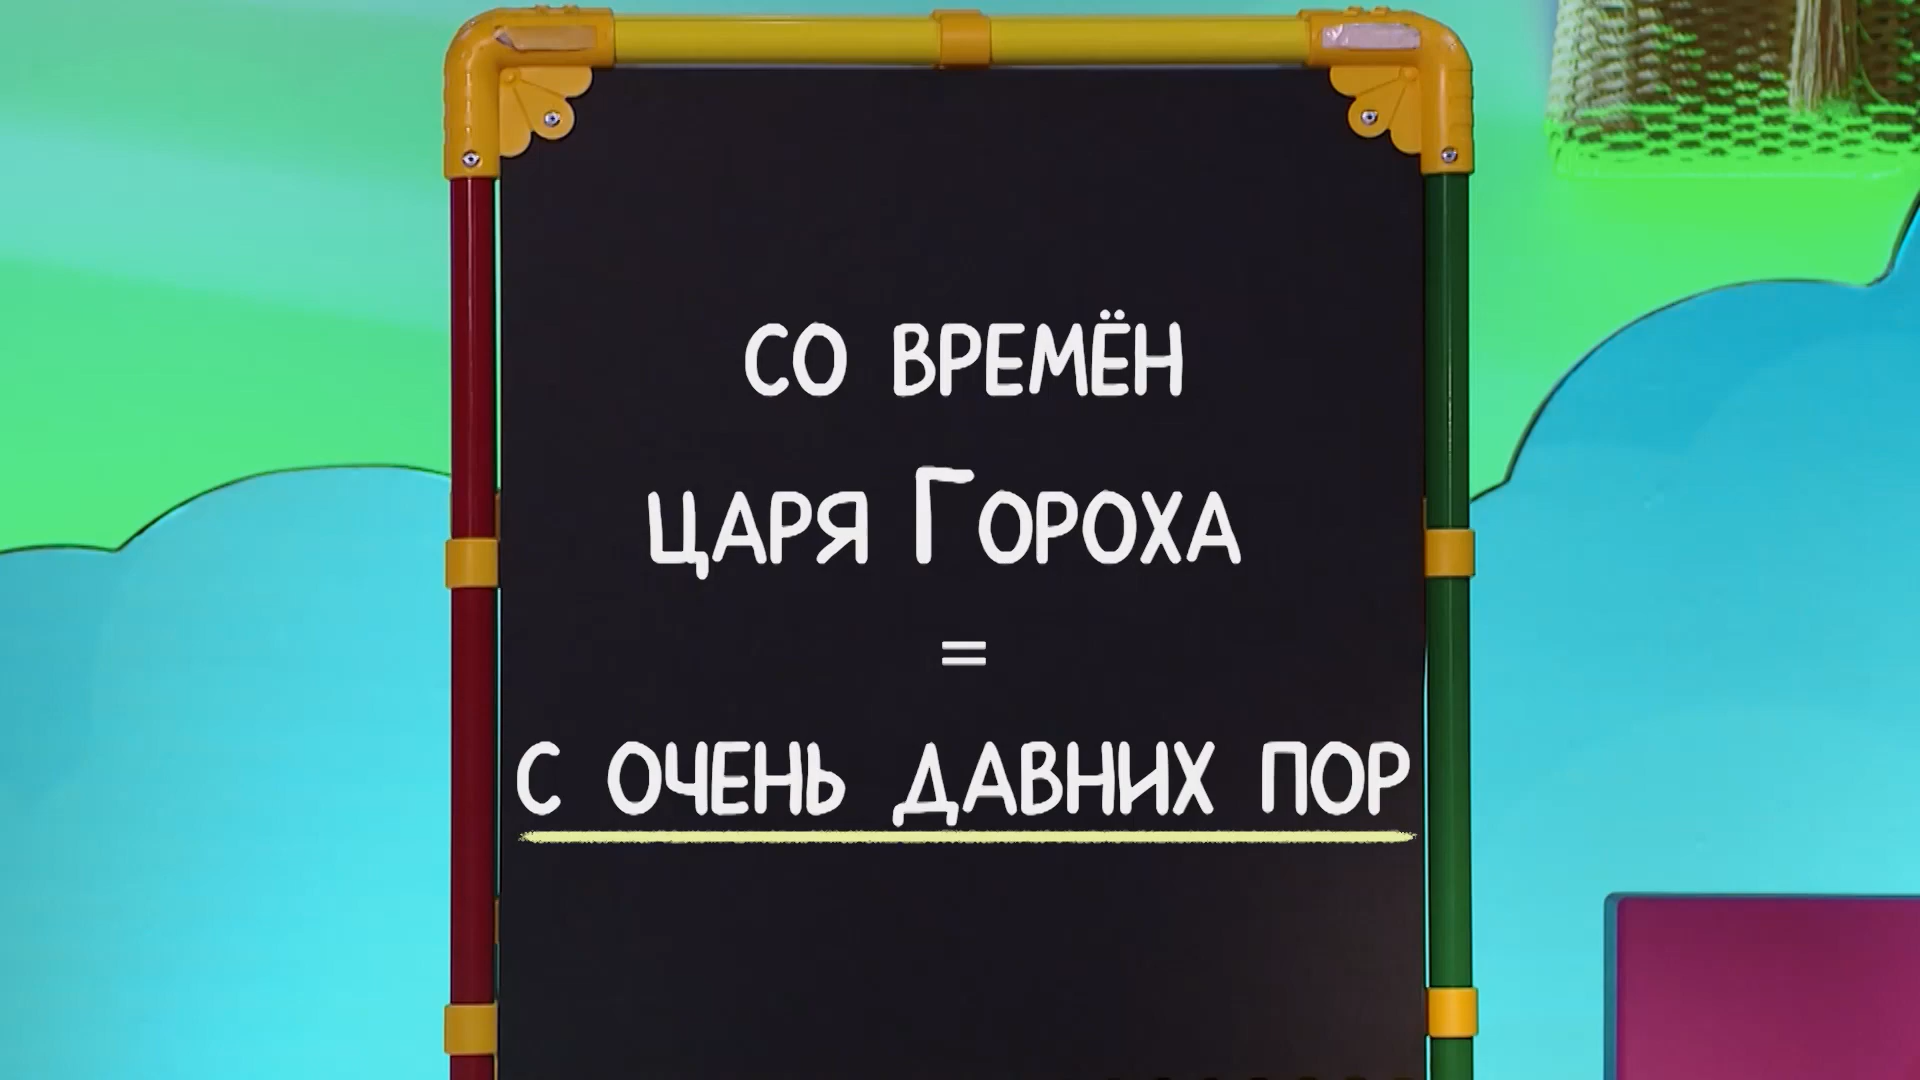 со времён
царя Гороха
=
с очень давних пор